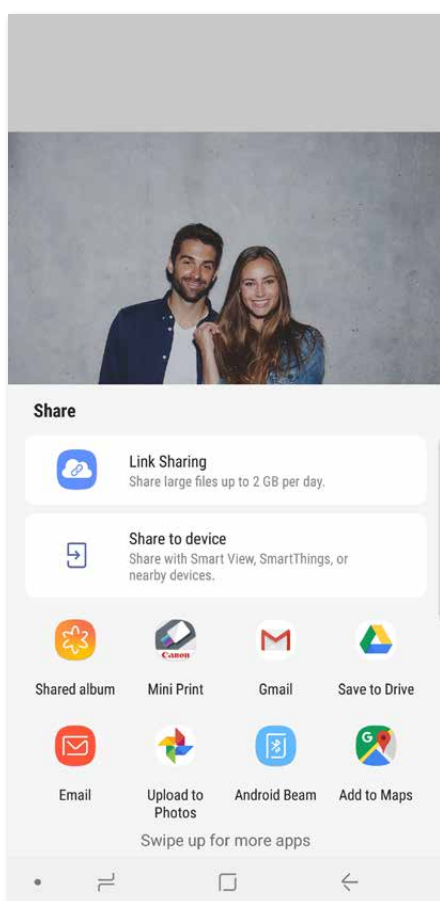 Share
Link Sharing
Share large files up to 2 GB per day.
Share to device
Share with Smart View, SmartThings, or
nearby devices.
Canon
Shared album
Mini Print
Gmail
Save to Drive
G
Email
Upload to
Photos
Android Beam
Add to Maps
Swipe up for more apps